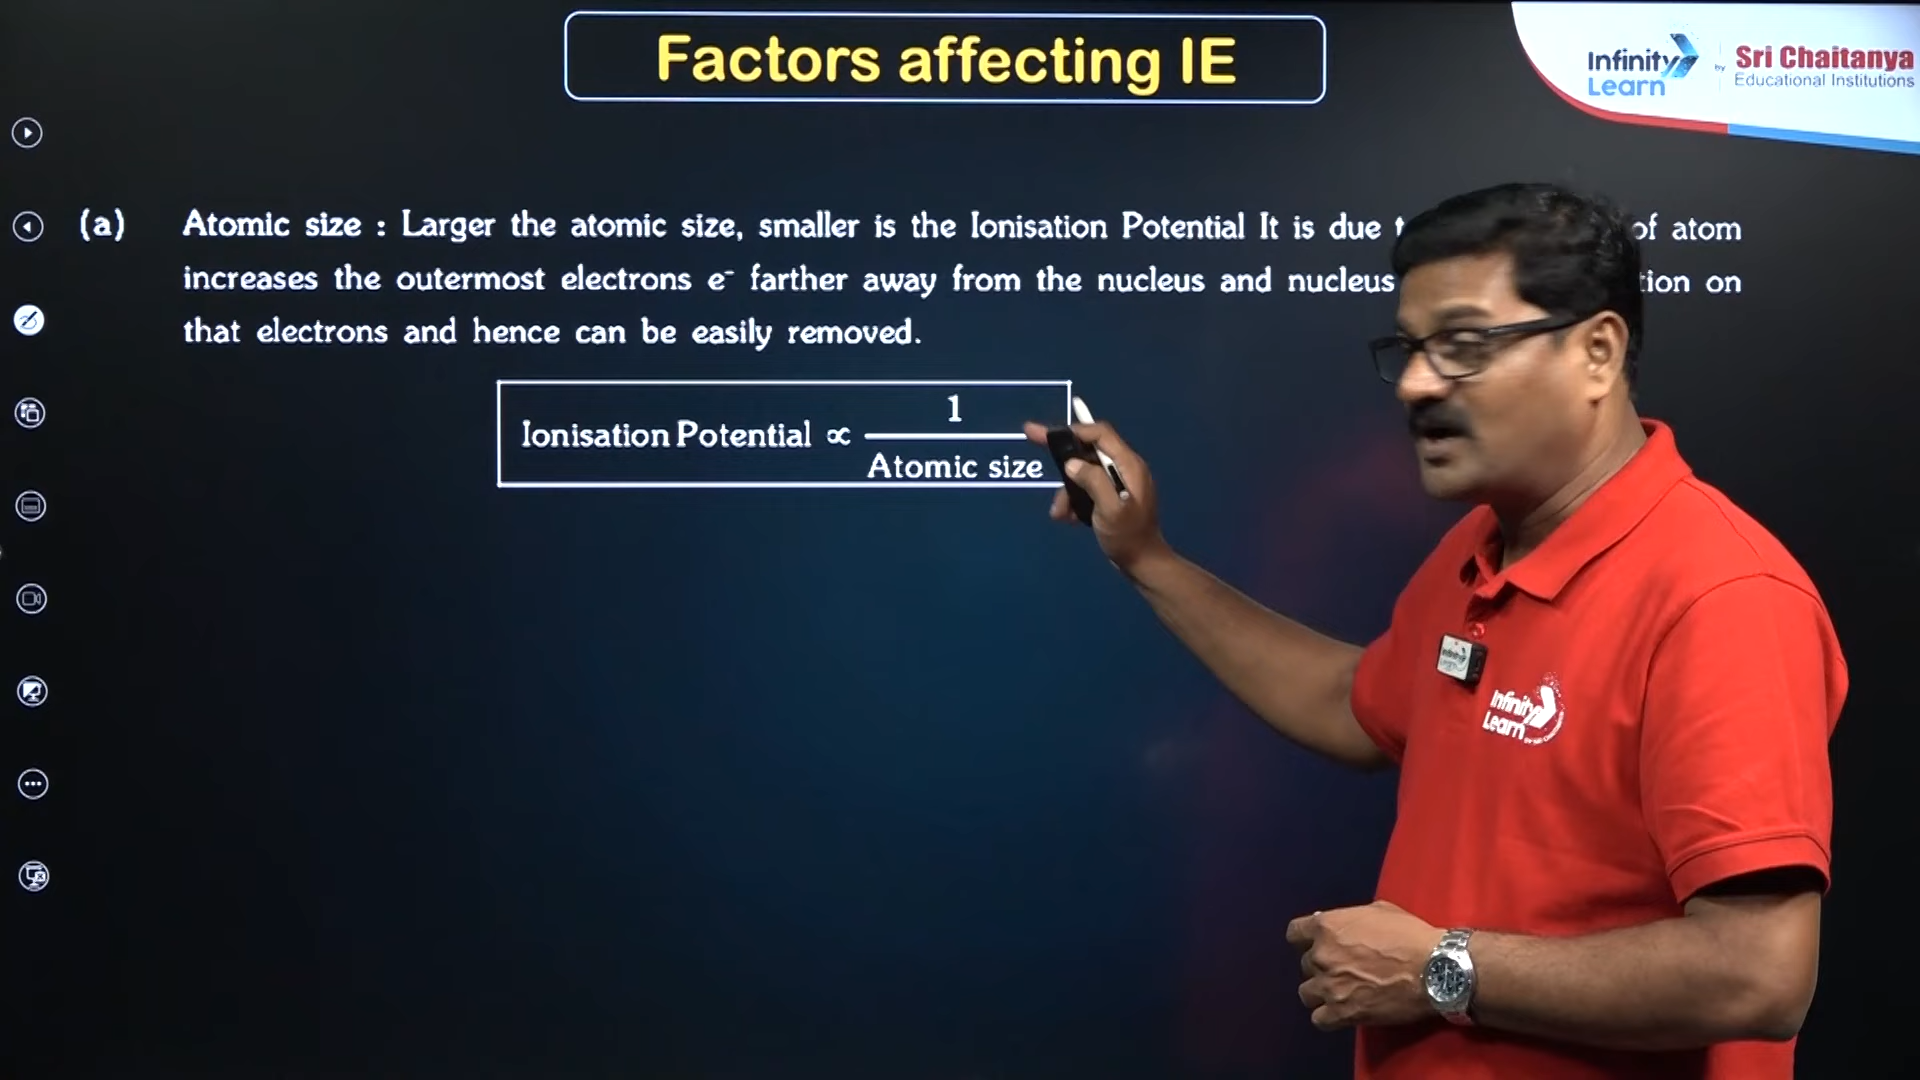 Factors affecting IE
Infinity Learn
by
Sri Chaitanya
Educational Institutions
(a) Atomic size : Larger the atomic size, smaller is the Ionisation Potential It is due of atom
increases the outermost electrons e⁻ farther away from the nucleus and nucleus tion on
that electrons and hence can be easily removed.
Ionisation Potential ∝ 1
Atomic size
Infinity
Learn